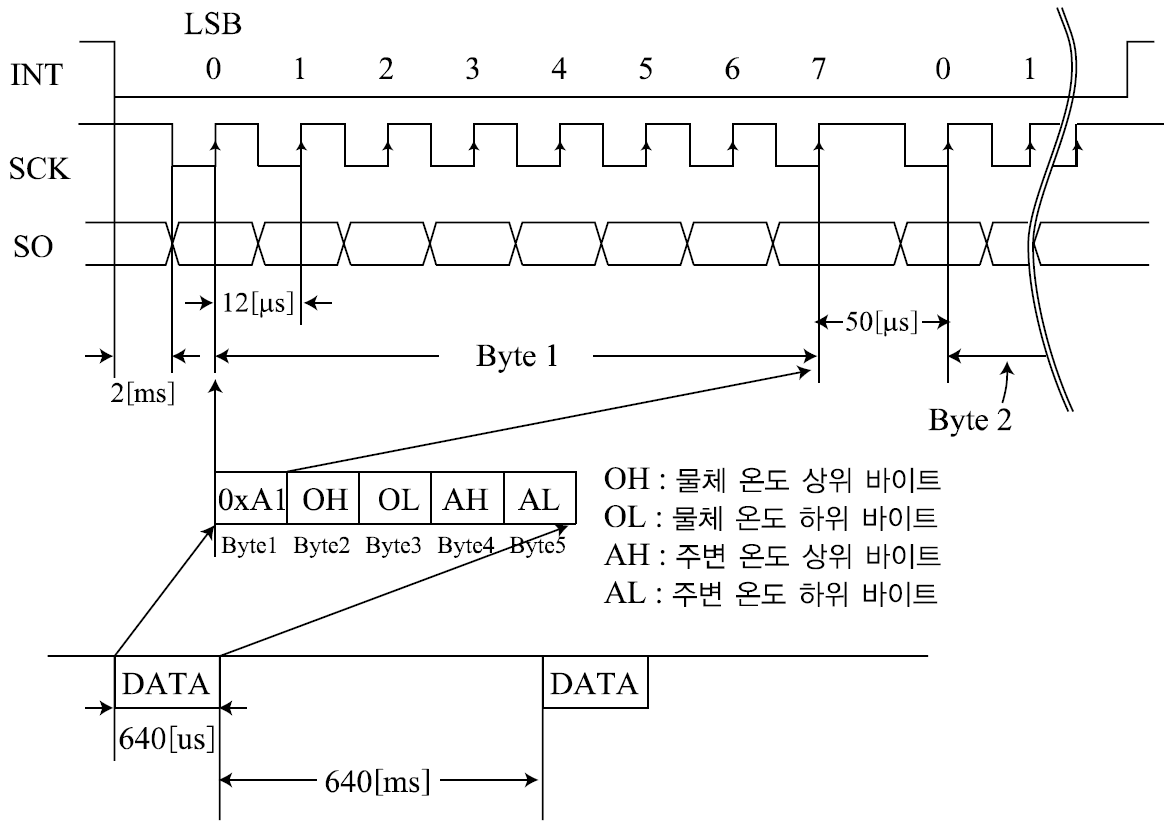 LSB
INT 0 1 2 3 4 5 6 7 0 1
SCK
SO
12[μs]
50[μs]
Byte 1
2[ms]
Byte 2
0xA1 OH OL AH AL
Byte1 Byte2 Byte3 Byte4 Byte5
OH : 물체 온도 상위 바이트
OL : 물체 온도 하위 바이트
AH : 주변 온도 상위 바이트
AL : 주변 온도 하위 바이트
DATA DATA
640[us]
640[ms]